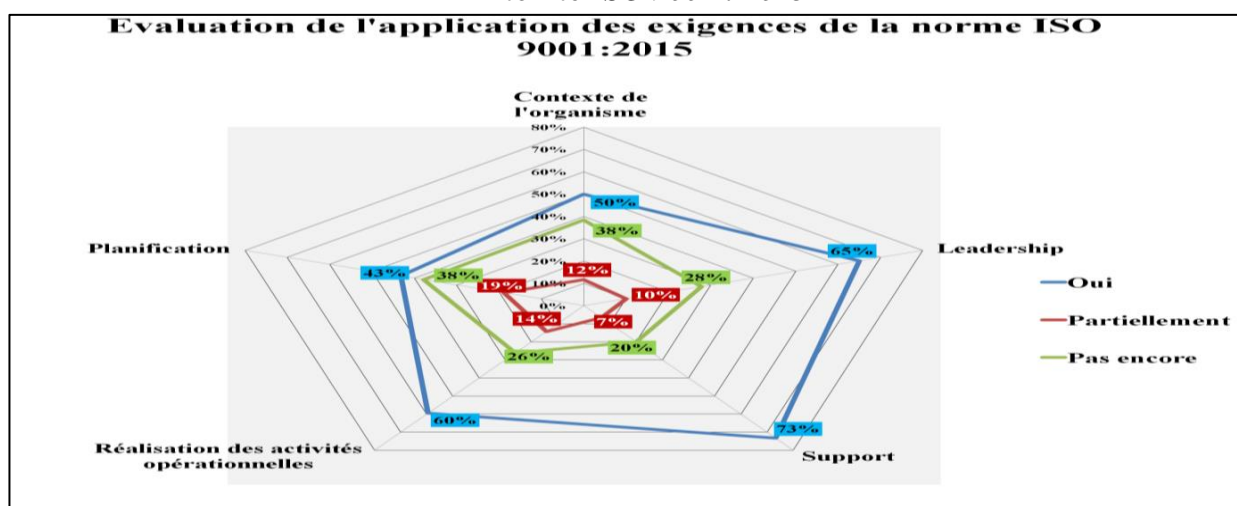 Evaluation de l'application des exigences de la norme ISO
9001:2015
Contexte de
l'organisme
80%
70%
60%
50%
40%
30%
20%
10%
0%
50%
38%
12%
Leadership
65%
28%
10%
Support
73%
20%
7%
Réalisation des activités
opérationnelles
60%
26%
14%
Planification
43%
38%
19%
Oui
Partiellement
Pas encore